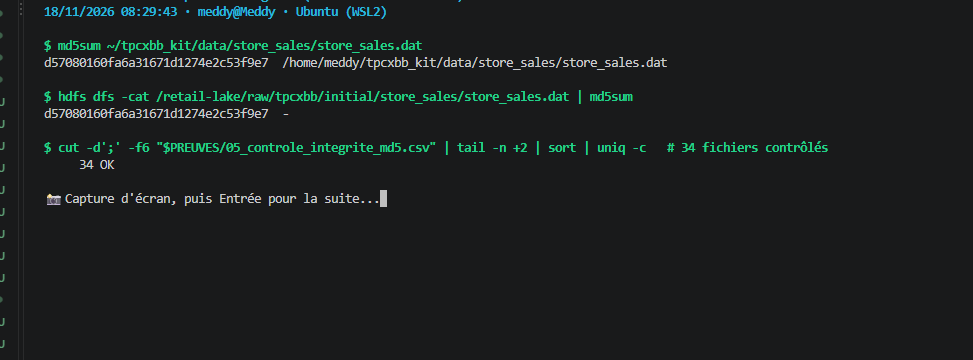 18/11/2026 08:29:43 • meddy@Meddy • Ubuntu (WSL2)
$ md5sum ~/tpcxbb_kit/data/store_sales/store_sales.dat
d57080160fa6a31671d1274e2c53f9e7  /home/meddy/tpcxbb_kit/data/store_sales/store_sales.dat
$ hdfs dfs -cat /retail-lake/raw/tpcxbb/initial/store_sales/store_sales.dat | md5sum
d57080160fa6a31671d1274e2c53f9e7  -
$ cut -d';' -f6 "$PREUVES/05_controle_integrite_md5.csv" | tail -n +2 | sort | uniq -c   # 34 fichiers contrôlés
34 OK
📷 Capture d'écran, puis Entrée pour la suite...